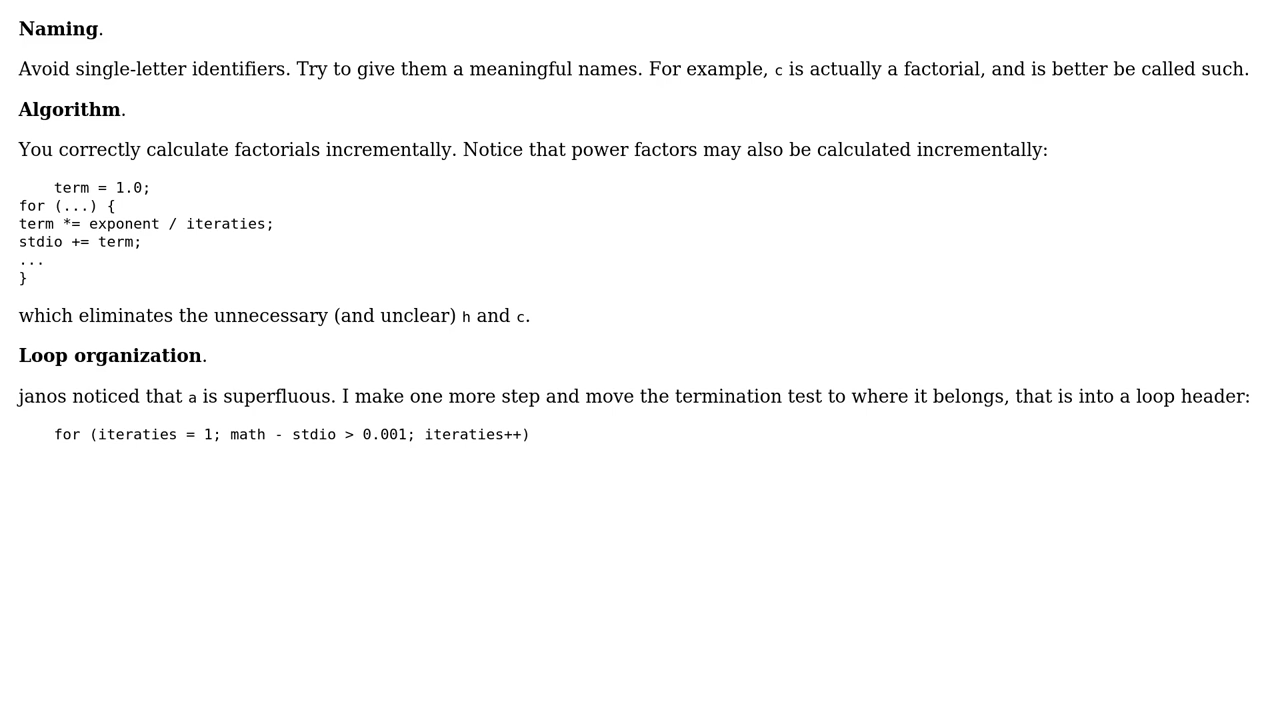 Naming.
Avoid single-letter identifiers. Try to give them a meaningful names. For example, c is actually a factorial, and is better be called such.
Algorithm.
You correctly calculate factorials incrementally. Notice that power factors may also be calculated incrementally:
    term = 1.0;
for (...) {
term *= exponent / iteraties;
stdio += term;
...
}
which eliminates the unnecessary (and unclear) h and c.
Loop organization.
janos noticed that a is superfluous. I make one more step and move the termination test to where it belongs, that is into a loop header:
    for (iteraties = 1; math - stdio > 0.001; iteraties++)